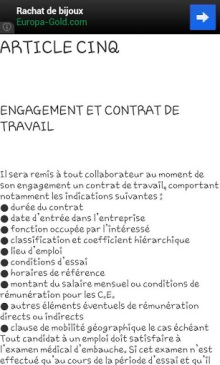 Rachat de bijoux
Europa-Gold.com
ARTICLE CINQ
ENGAGEMENT ET CONTRAT DE
TRAVAIL
Il sera remis à tout collaborateur au moment de
son engagement un contrat de travail, comportant
notamment les indications suivantes :
● durée du contrat
● date d'entrée dans l'entreprise
● fonction occupée par l'intéressé
● classification et coefficient hiérarchique
● lieu d'emploi
● conditions d'essai
● horaires de référence
● montant du salaire mensuel ou conditions de
rémunération pour les C.E.
● autres éléments éventuels de rémunération
directs ou indirects
● clause de mobilité géographique le cas échéant
Tout candidat à un emploi doit satisfaire à
l'examen médical d'embauche. Si cet examen n'est
effectué qu'au cours de la période d'essai et qu'il